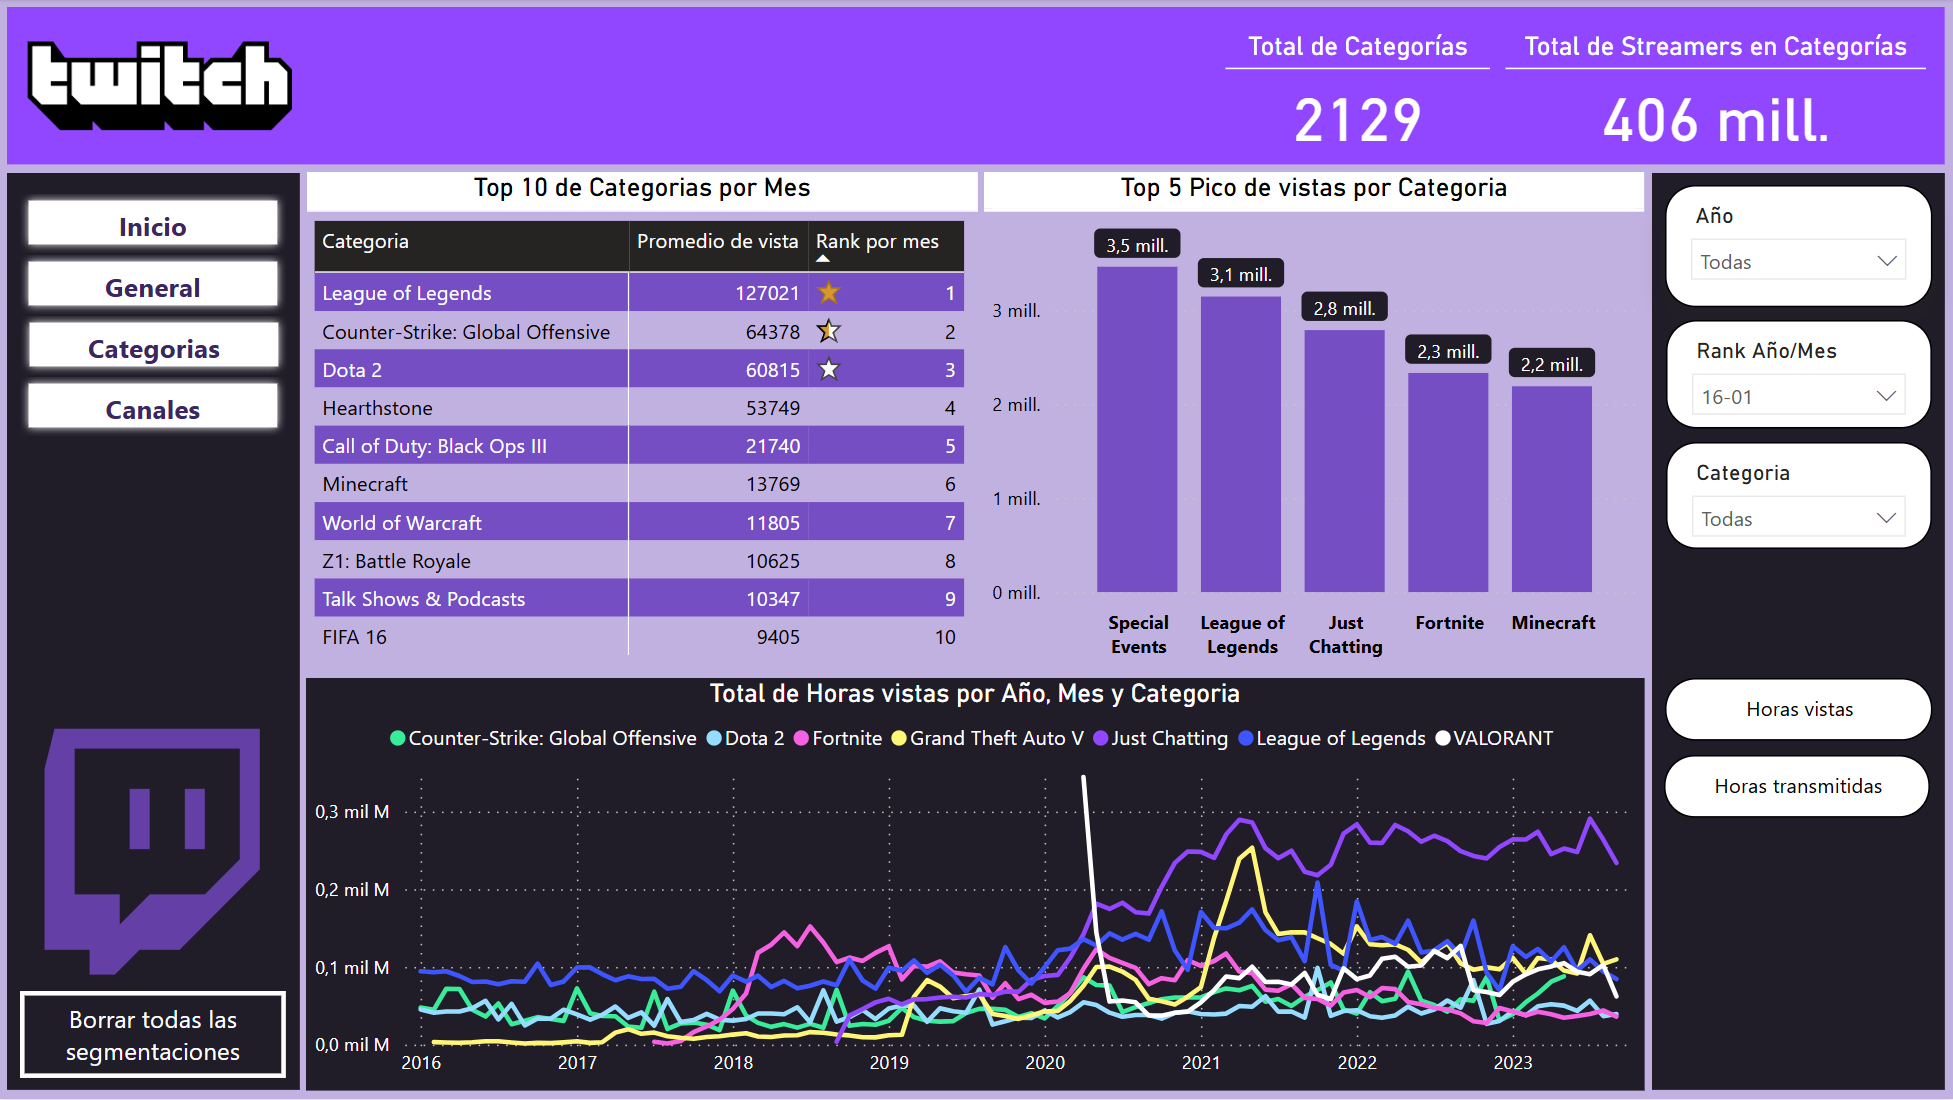 twitch
Total de Categorías
2129
Total de Streamers en Categorías
406 mill.
Inicio
General
Categorias
Canales
Borrar todas las
segmentaciones
Top 10 de Categorias por Mes
Categoria Promedio de vista Rank por mes
League of Legends 127021 1
Counter-Strike: Global Offensive 64378 2
Dota 2 60815 3
Hearthstone 53749 4
Call of Duty: Black Ops III 21740 5
Minecraft 13769 6
World of Warcraft 11805 7
Z1: Battle Royale 10625 8
Talk Shows & Podcasts 10347 9
FIFA 16 9405 10
Top 5 Pico de vistas por Categoria
3,5 mill.
3,1 mill.
2,8 mill.
2,3 mill.
2,2 mill.
3 mill.
2 mill.
1 mill.
0 mill.
Special
Events
League of
Legends
Just
Chatting
Fortnite
Minecraft
Total de Horas vistas por Año, Mes y Categoria
Counter-Strike: Global Offensive Dota 2 Fortnite Grand Theft Auto V Just Chatting League of Legends VALORANT
0,3 mil M
0,2 mil M
0,1 mil M
0,0 mil M
2016 2017 2018 2019 2020 2021 2022 2023
Año
Todas
Rank Año/Mes
16-01
Categoria
Todas
Horas vistas
Horas transmitidas